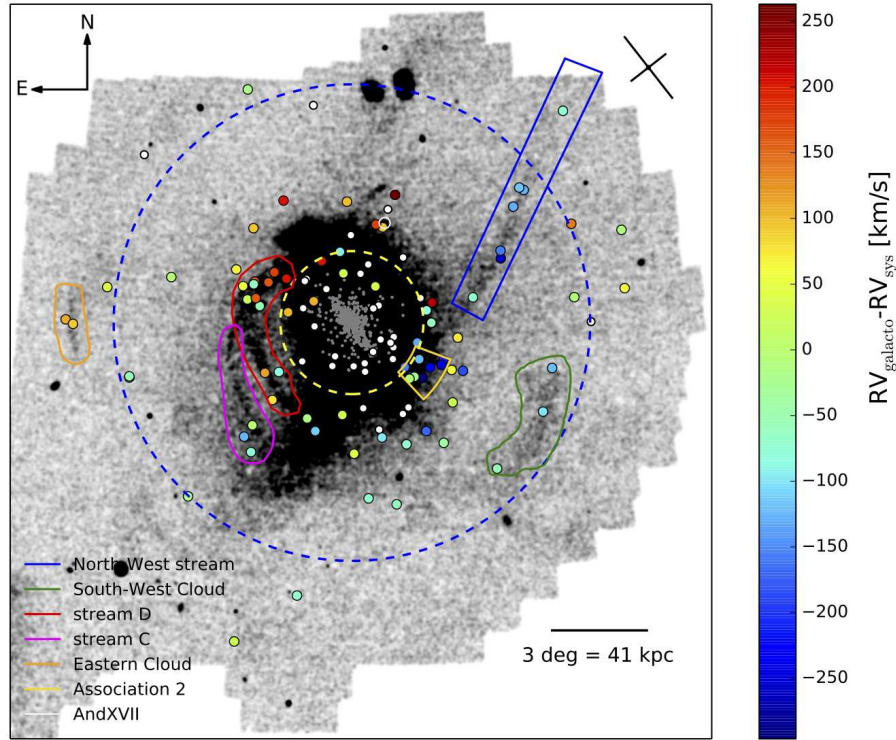 N
E
North-West stream
South-West Cloud
stream D
stream C
Eastern Cloud
Association 2
AndXVII
3 deg = 41 kpc
250
200
150
100
50
0
−50
−100
−150
−200
−250
RV_galacto-RV_sys [km/s]